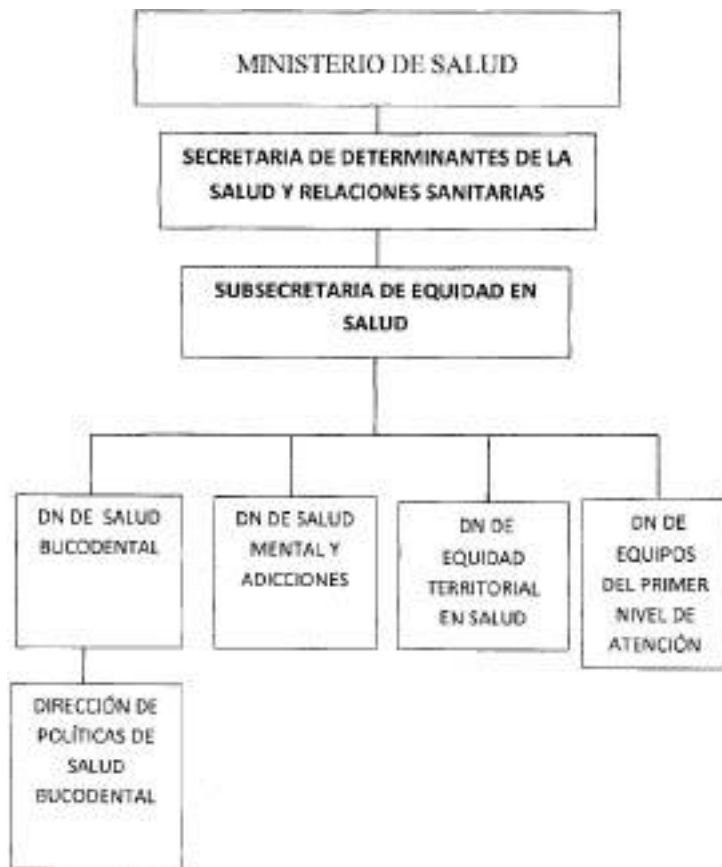 MINISTERIO DE SALUD
SECRETARIA DE DETERMINANTES DE LA
SALUD Y RELACIONES SANITARIAS
SUBSECRETARIA DE EQUIDAD EN
SALUD
DN DE SALUD
BUCODENTAL
DN DE SALUD
MENTAL Y
ADICCIONES
DN DE
EQUIDAD
TERRITORIAL
EN SALUD
DN DE
EQUIPOS
DEL PRIMER
NIVEL DE
ATENCIÓN
DIRECCIÓN DE
POLÍTICAS DE
SALUD
BUCODENTAL